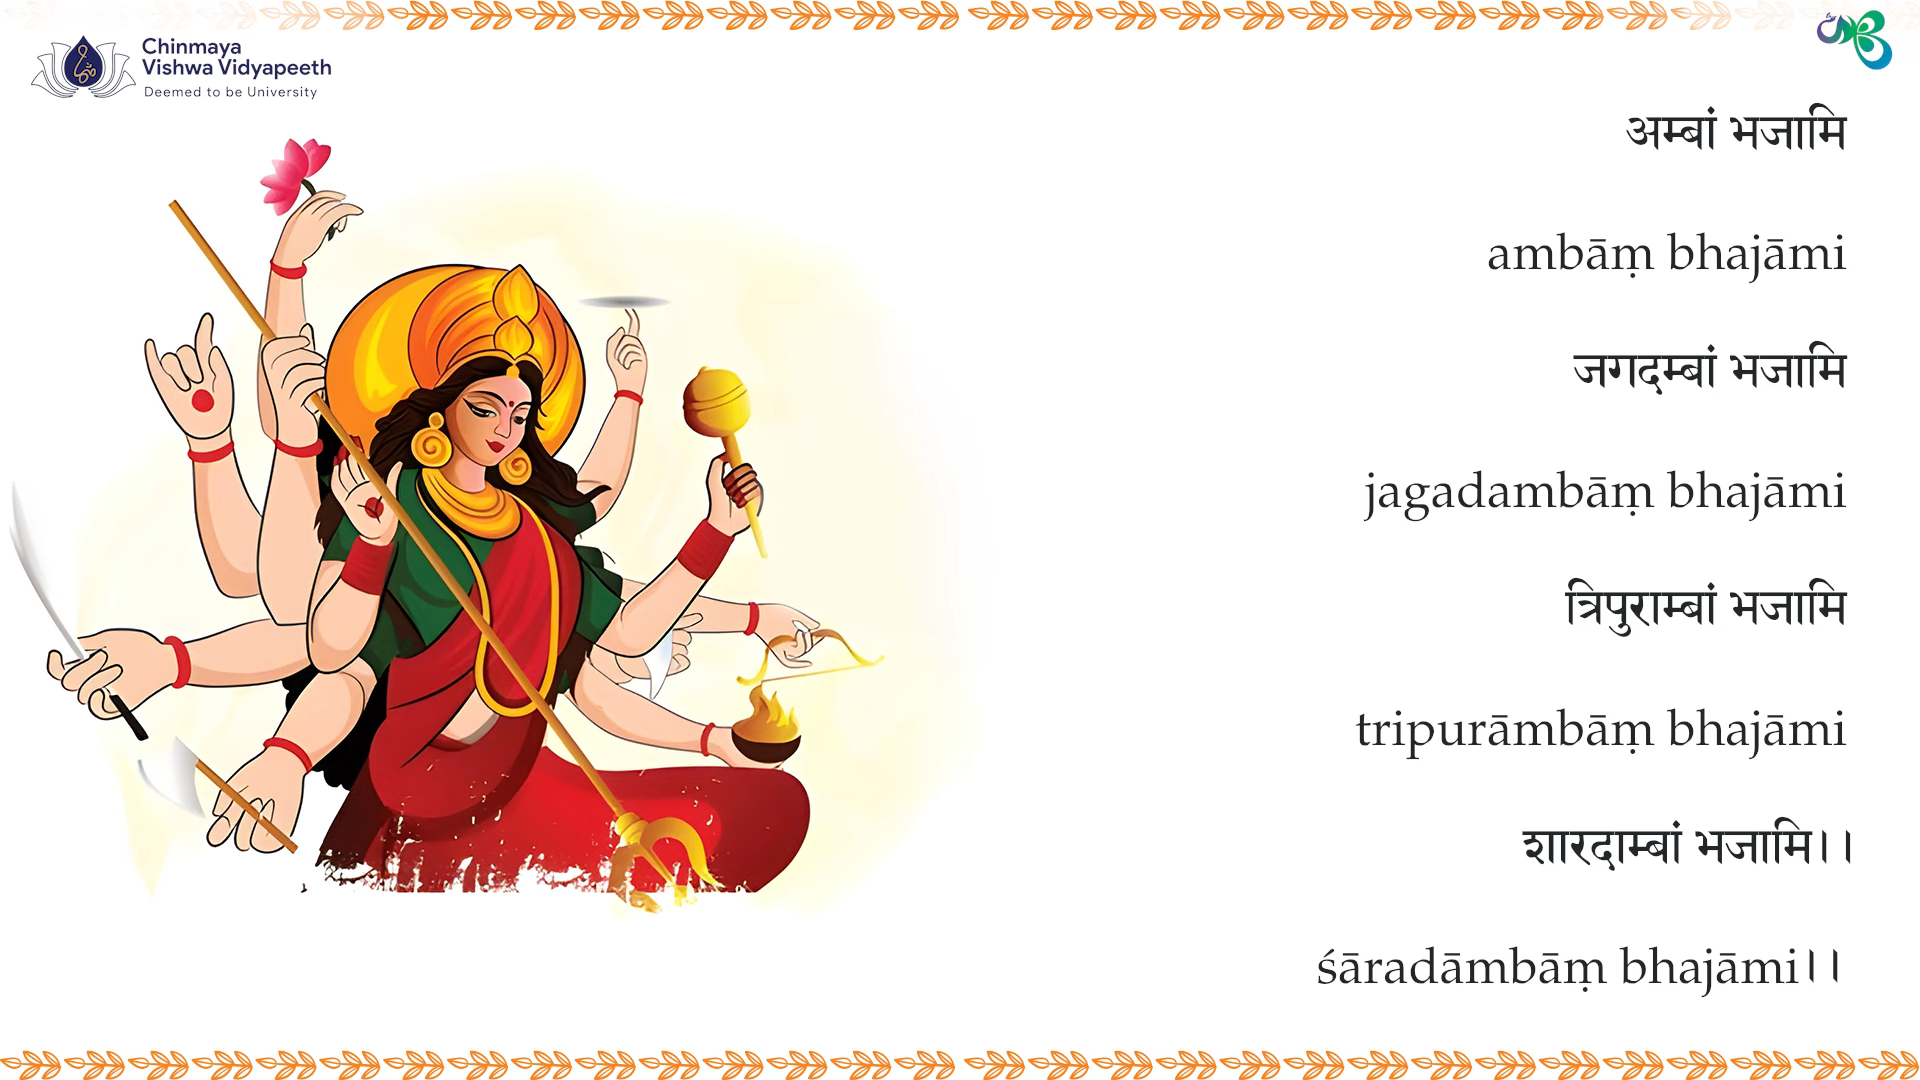 Chinmaya
Vishwa Vidyapeeth
Deemed to be University
अम्बां भजामि
ambāṃ bhajāmi
जगदम्बां भजामि
jagadambāṃ bhajāmi
त्रिपुराम्बां भजामि
tripurāmbāṃ bhajāmi
शारदाम्बां भजामि।।
śāradāmbāṃ bhajāmi।।